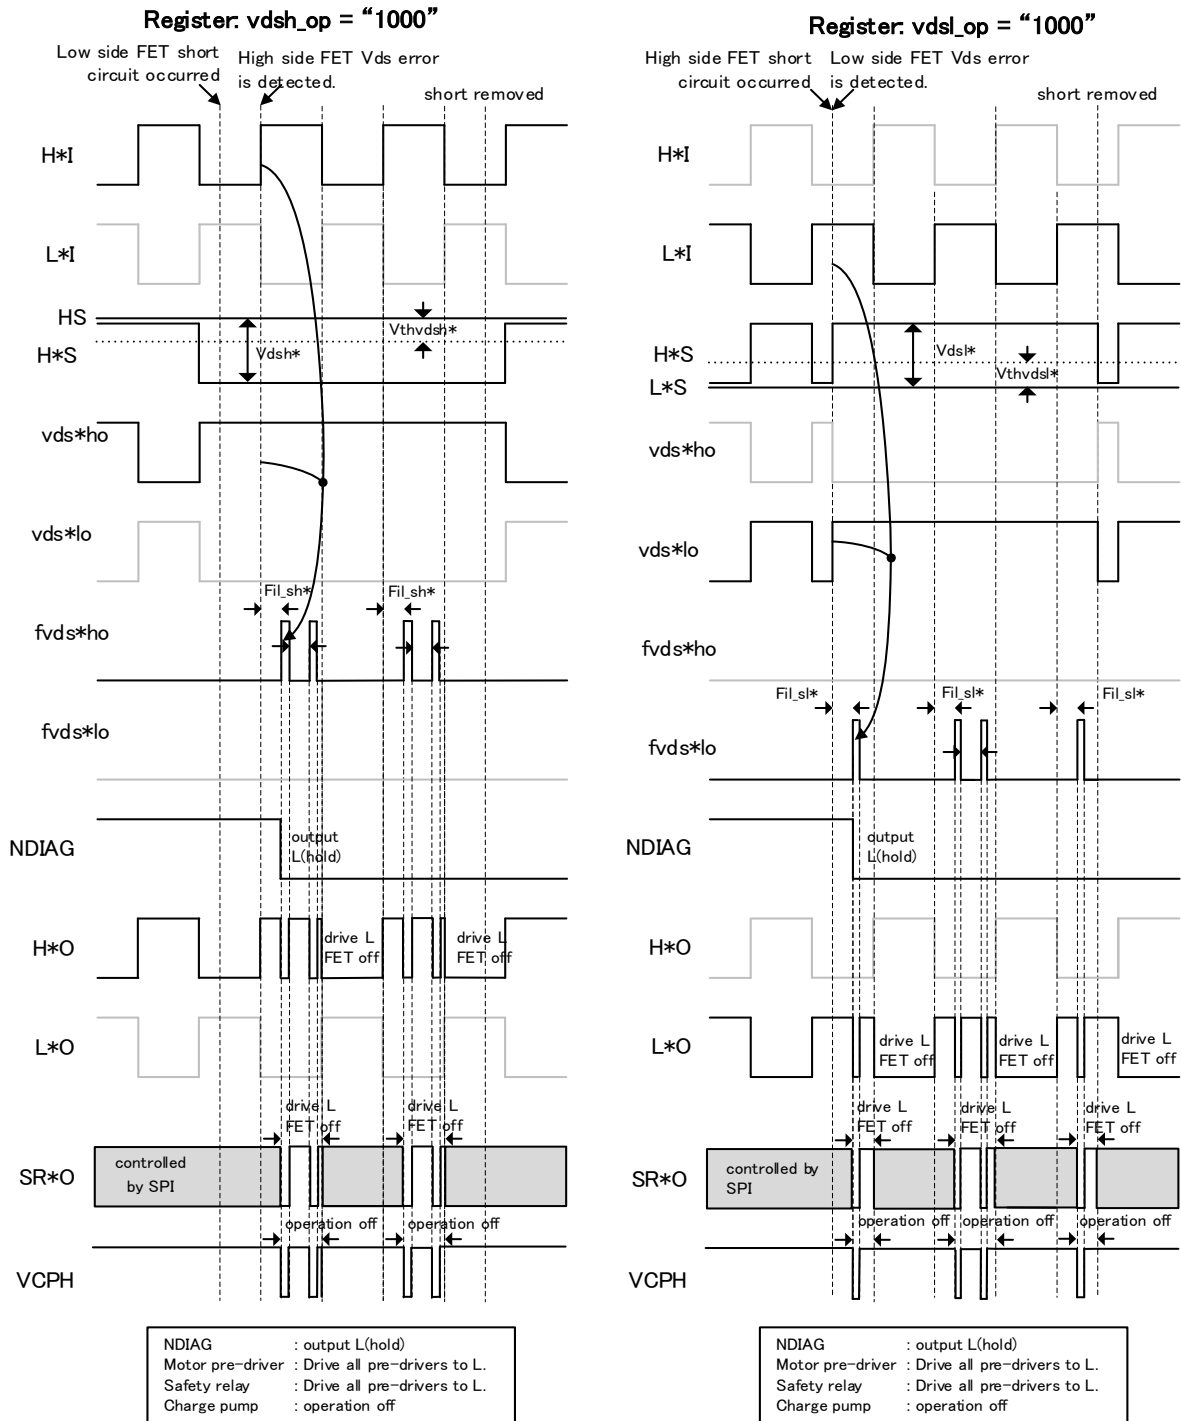 Register: vdsh_op = “1000”
Low side FET short
circuit occurred
High side FET Vds error
is detected.
short removed
H*I
L*I
HS
Vthvdsh*
H*S
Vdsh*
vds*ho
vds*lo
Fil_sh*
Fil_sh*
fvds*ho
fvds*lo
NDIAG
output
L(hold)
H*O
drive L
FET off
drive L
FET off
L*O
drive L
FET off
drive L
FET off
SR*O
controlled
by SPI
operation off
operation off
VCPH
NDIAG : output L(hold)
Motor pre-driver : Drive all pre-drivers to L.
Safety relay : Drive all pre-drivers to L.
Charge pump : operation off
Register: vdsl_op = “1000”
High side FET short
circuit occurred
Low side FET Vds error
is detected.
short removed
H*I
L*I
H*S
Vdsl*
Vthvdsl*
L*S
vds*ho
vds*lo
fvds*ho
Fil_sl*
Fil_sl*
Fil_sl*
fvds*lo
NDIAG
output
L(hold)
H*O
L*O
drive L
FET off
drive L
FET off
drive L
FET off
drive L
FET off
drive L
FET off
drive L
FET off
SR*O
controlled by
SPI
operation off
operation off
operation off
VCPH
NDIAG : output L(hold)
Motor pre-driver : Drive all pre-drivers to L.
Safety relay : Drive all pre-drivers to L.
Charge pump : operation off